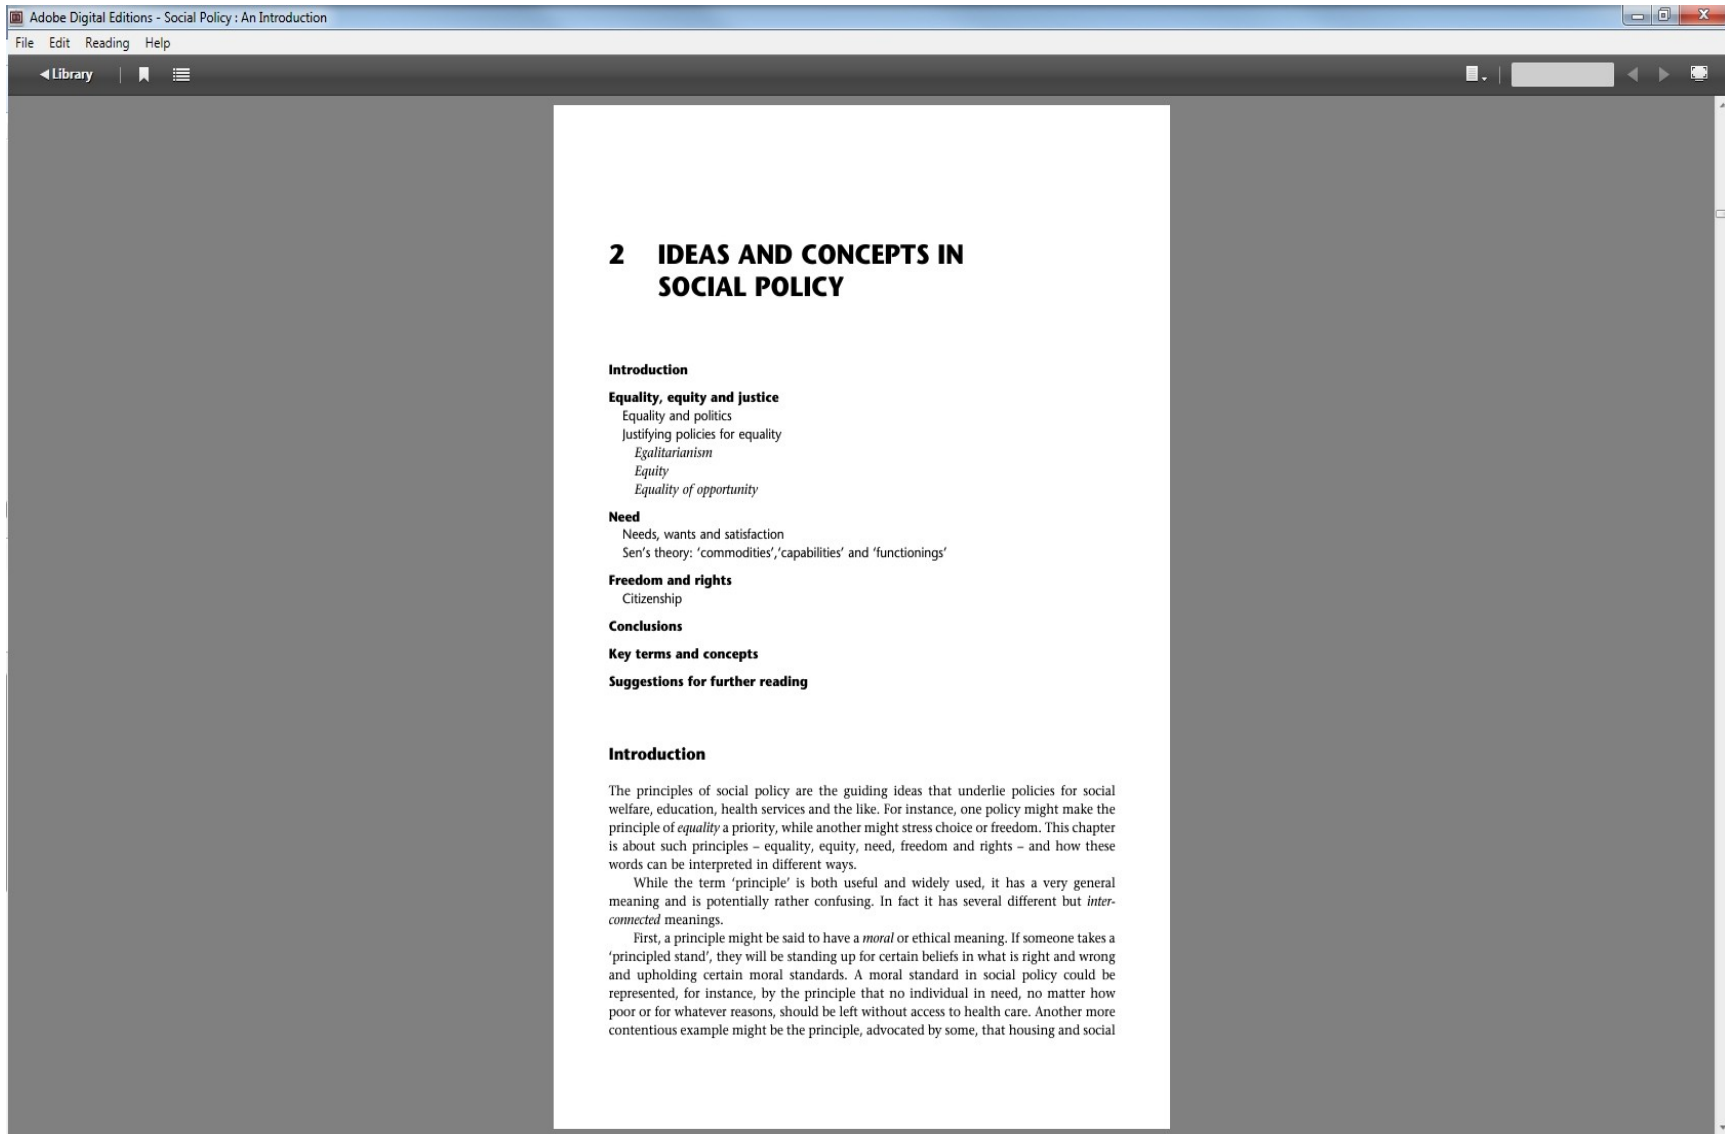 Adobe Digital Editions - Social Policy : An Introduction
File Edit Reading Help
Library
2 IDEAS AND CONCEPTS IN
SOCIAL POLICY
Introduction
Equality, equity and justice
Equality and politics
Justifying policies for equality
Egalitarianism
Equity
Equality of opportunity
Need
Needs, wants and satisfaction
Sen's theory: 'commodities','capabilities' and 'functionings'
Freedom and rights
Citizenship
Conclusions
Key terms and concepts
Suggestions for further reading
Introduction
The principles of social policy are the guiding ideas that underlie policies for social
welfare, education, health services and the like. For instance, one policy might make the
principle of equality a priority, while another might stress choice or freedom. This chapter
is about such principles – equality, equity, need, freedom and rights – and how these
words can be interpreted in different ways.
While the term 'principle' is both useful and widely used, it has a very general
meaning and is potentially rather confusing. In fact it has several different but inter-
connected meanings.
First, a principle might be said to have a moral or ethical meaning. If someone takes a
'principled stand', they will be standing up for certain beliefs in what is right and wrong
and upholding certain moral standards. A moral standard in social policy could be
represented, for instance, by the principle that no individual in need, no matter how
poor or for whatever reasons, should be left without access to health care. Another more
contentious example might be the principle, advocated by some, that housing and social